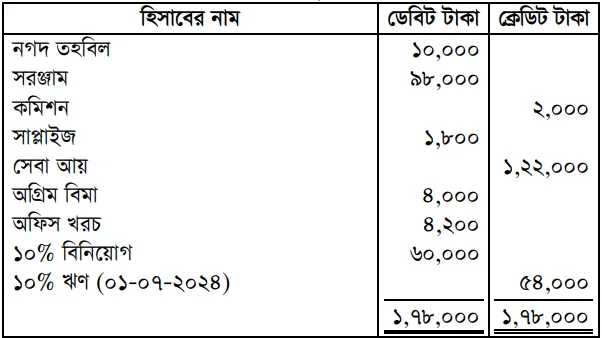 হিসাবের নাম ডেবিট টাকা ক্রেডিট টাকা
নগদ তহবিল ১০,০০০
সরঞ্জাম ৯৮,০০০
কমিশন ২,০০০
সাপ্লাইজ ১,৮০০
সেবা আয় ১,২২,০০০
অগ্রিম বিমা ৪,০০০
অফিস খরচ ৪,২০০
১০% বিনিয়োগ ৬০,০০০
১০% ঋণ (০১-০৭-২০২৪) ৫৪,০০০
১,৭৮,০০০ ১,৭৮,০০০